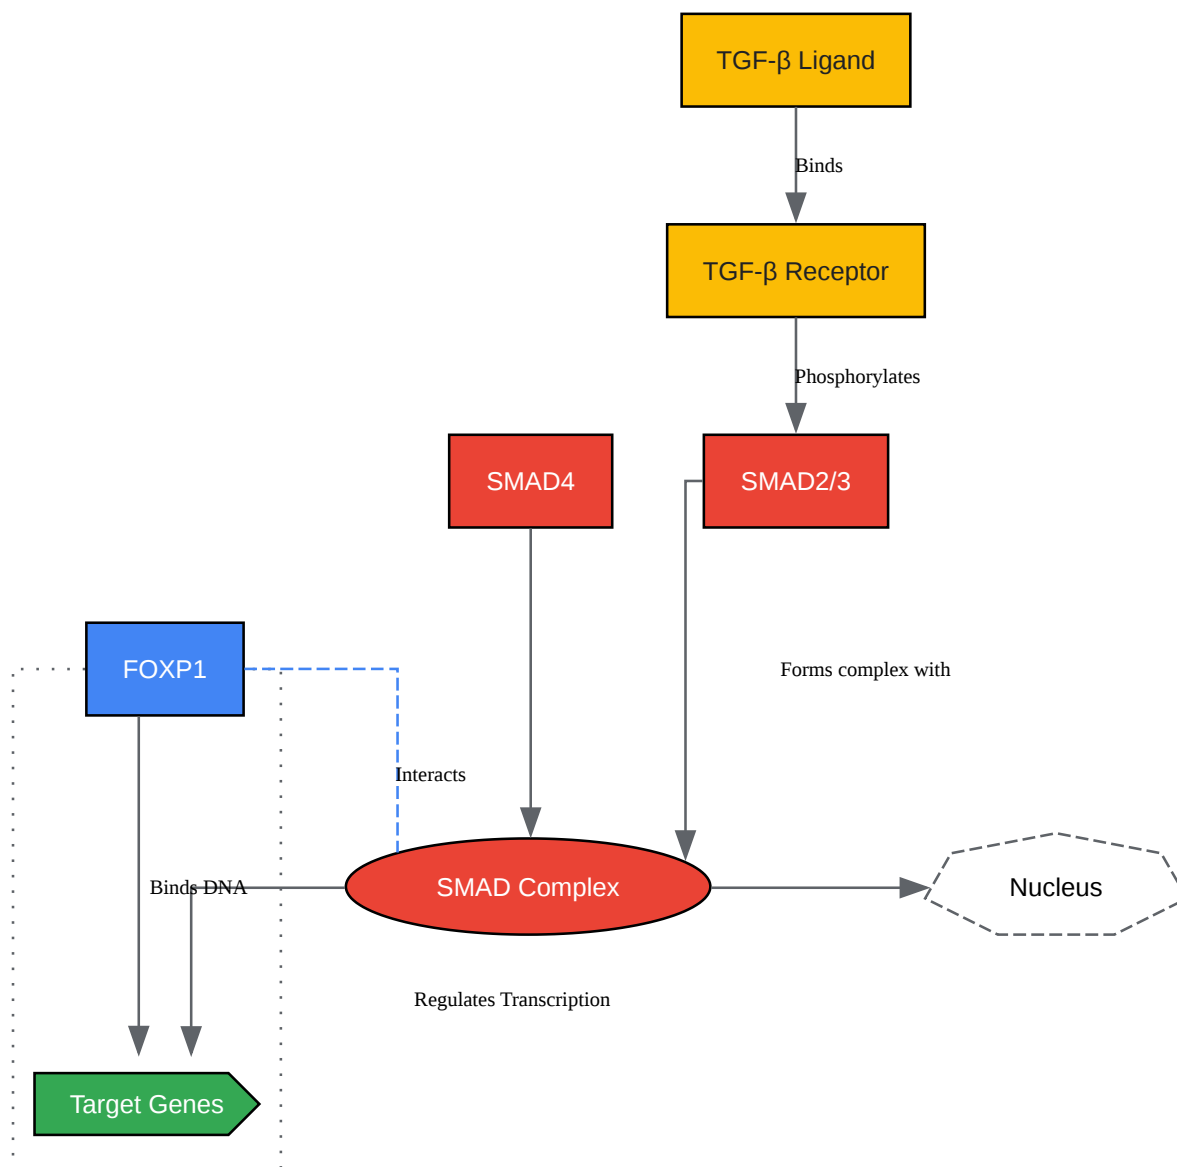 TGF-β Ligand
Binds
TGF-β Receptor
Phosphorylates
SMAD4
SMAD2/3
FOXP1
Forms complex with
Interacts
Binds DNA
SMAD Complex
Nucleus
Regulates Transcription
Target Genes